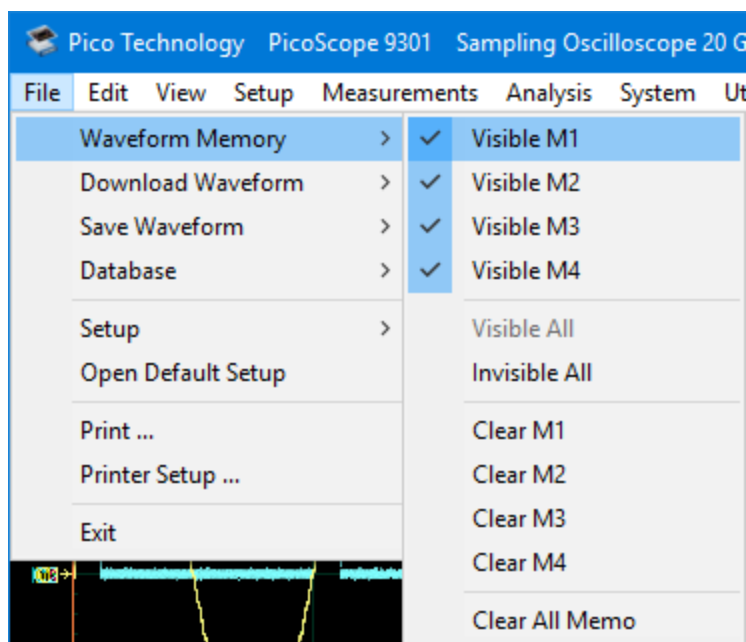 Pico Technology PicoScope 9301 Sampling Oscilloscope 20 G
File Edit View Setup Measurements Analysis System Ut
Waveform Memory
Download Waveform
Save Waveform
Database
Setup
Open Default Setup
Print ...
Printer Setup ...
Exit
Visible M1
Visible M2
Visible M3
Visible M4
Visible All
Invisible All
Clear M1
Clear M2
Clear M3
Clear M4
Clear All Memo